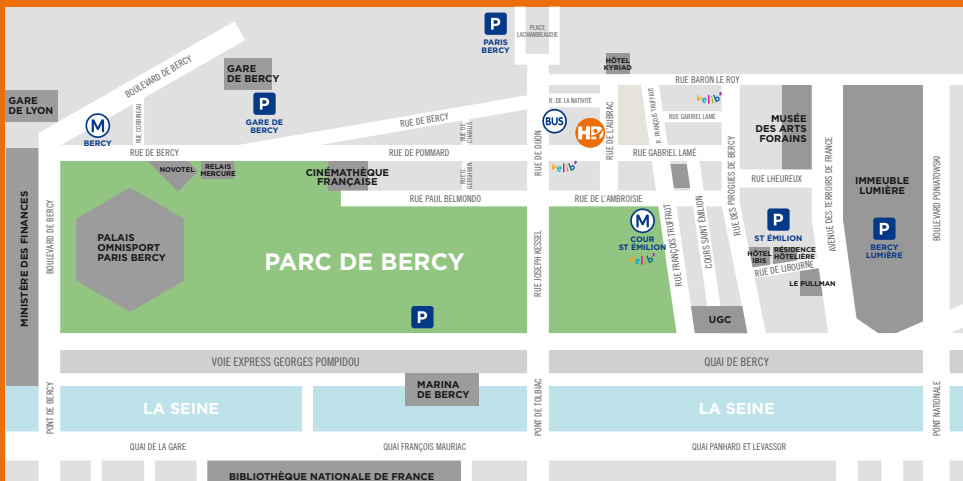 P
PARIS
BERCY
PLACE
LACHAMBEAUDIE
BOULEVARD DE BERCY
GARE
DE BERCY
HÔTEL
KYRIAD
RUE BARON LE ROY
GARE
DE LYON
M
BERCY
RUE CORBINEAU
P
GARE DE
BERCY
RUE DE BERCY
RUE DE
CHABLIS
R. DE LA NATIVITÉ
BUS
RUE DE L'AUBRAC
R. FRANÇOIS TRUFFAUT
velib'
RUE GABRIEL LAMÉ
MUSÉE
DES ARTS
FORAINS
RUE DE BERCY
RUE DE POMMARD
RUE DE DIJON
RUE GABRIEL LAMÉ
NOVOTEL
RELAIS
MERCURE
CINÉMATHÈQUE
FRANÇAISE
RUE G.
GERSHWIN
velib'
RUE DES PIROGUES DE BERCY
RUE LHEUREUX
AVENUE DES TERROIRS DE FRANCE
IMMEUBLE
LUMIÈRE
BOULEVARD PONIATOWSKI
RUE PAUL BELMONDO
RUE DE L'AMBROISIE
MINISTÈRE DES FINANCES
BOULEVARD DE BERCY
PALAIS
OMNISPORT
PARIS BERCY
PARC DE BERCY
RUE JOSEPH KESSEL
M
COUR
ST ÉMILION
velib'
RUE FRANÇOIS TRUFFAUT
COURS SAINT ÉMILION
P
ST ÉMILION
HÔTEL
IBIS
RÉSIDENCE
HÔTELIÈRE
RUE DE LIBOURNE
LE PULLMAN
P
BERCY
LUMIÈRE
P
UGC
VOIE EXPRESS GEORGES POMPIDOU
QUAI DE BERCY
PONT DE BERCY
LA SEINE
MARINA
DE BERCY
PONT DE TOLBIAC
LA SEINE
PONT NATIONALE
QUAI DE LA GARE
QUAI FRANÇOIS MAURIAC
QUAI PANHARD ET LEVASSOR
BIBLIOTHÈQUE NATIONALE DE FRANCE